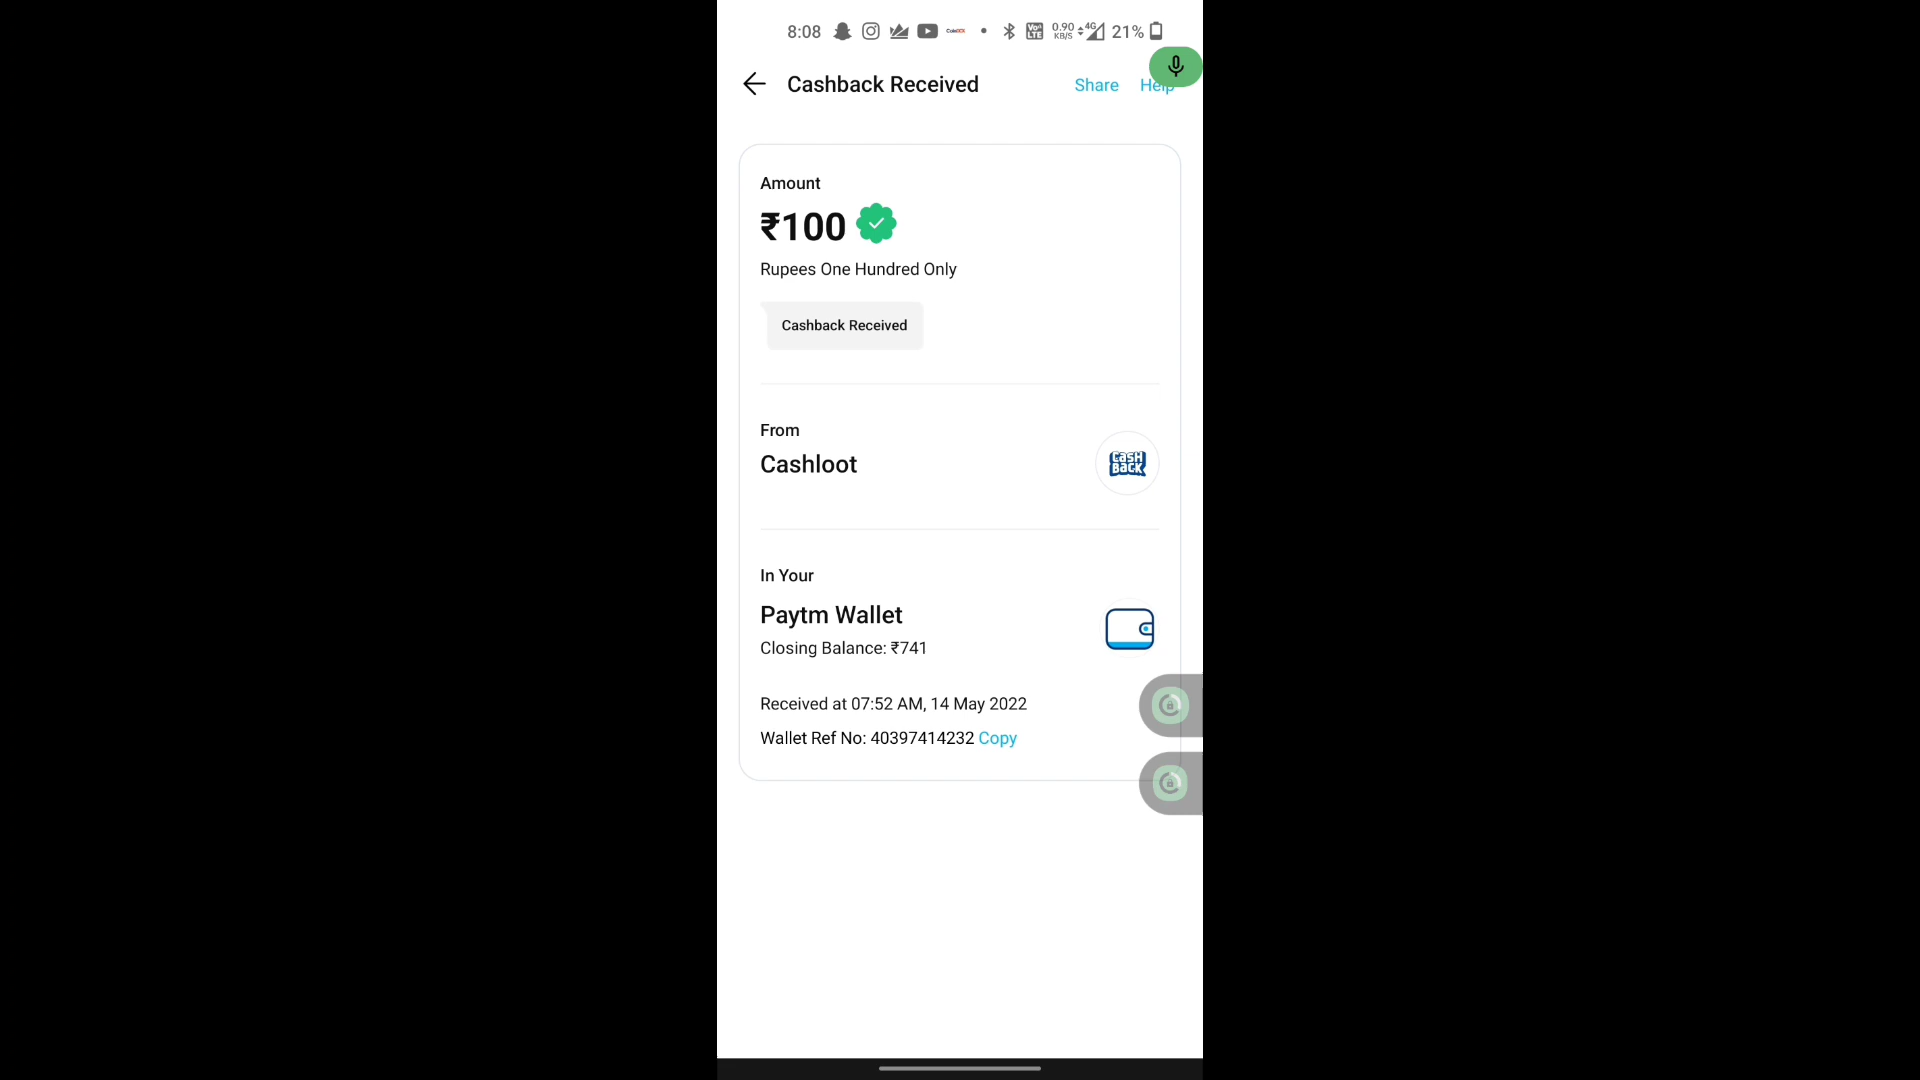 8:08 VoLTE 0.90 KB/S 4G 21%
Cashback Received Share Help
Amount
₹100
Rupees One Hundred Only
Cashback Received
From
Cashloot
CASH
BACK
In Your
Paytm Wallet
Closing Balance: ₹741
Received at 07:52 AM, 14 May 2022
Wallet Ref No: 40397414232 Copy